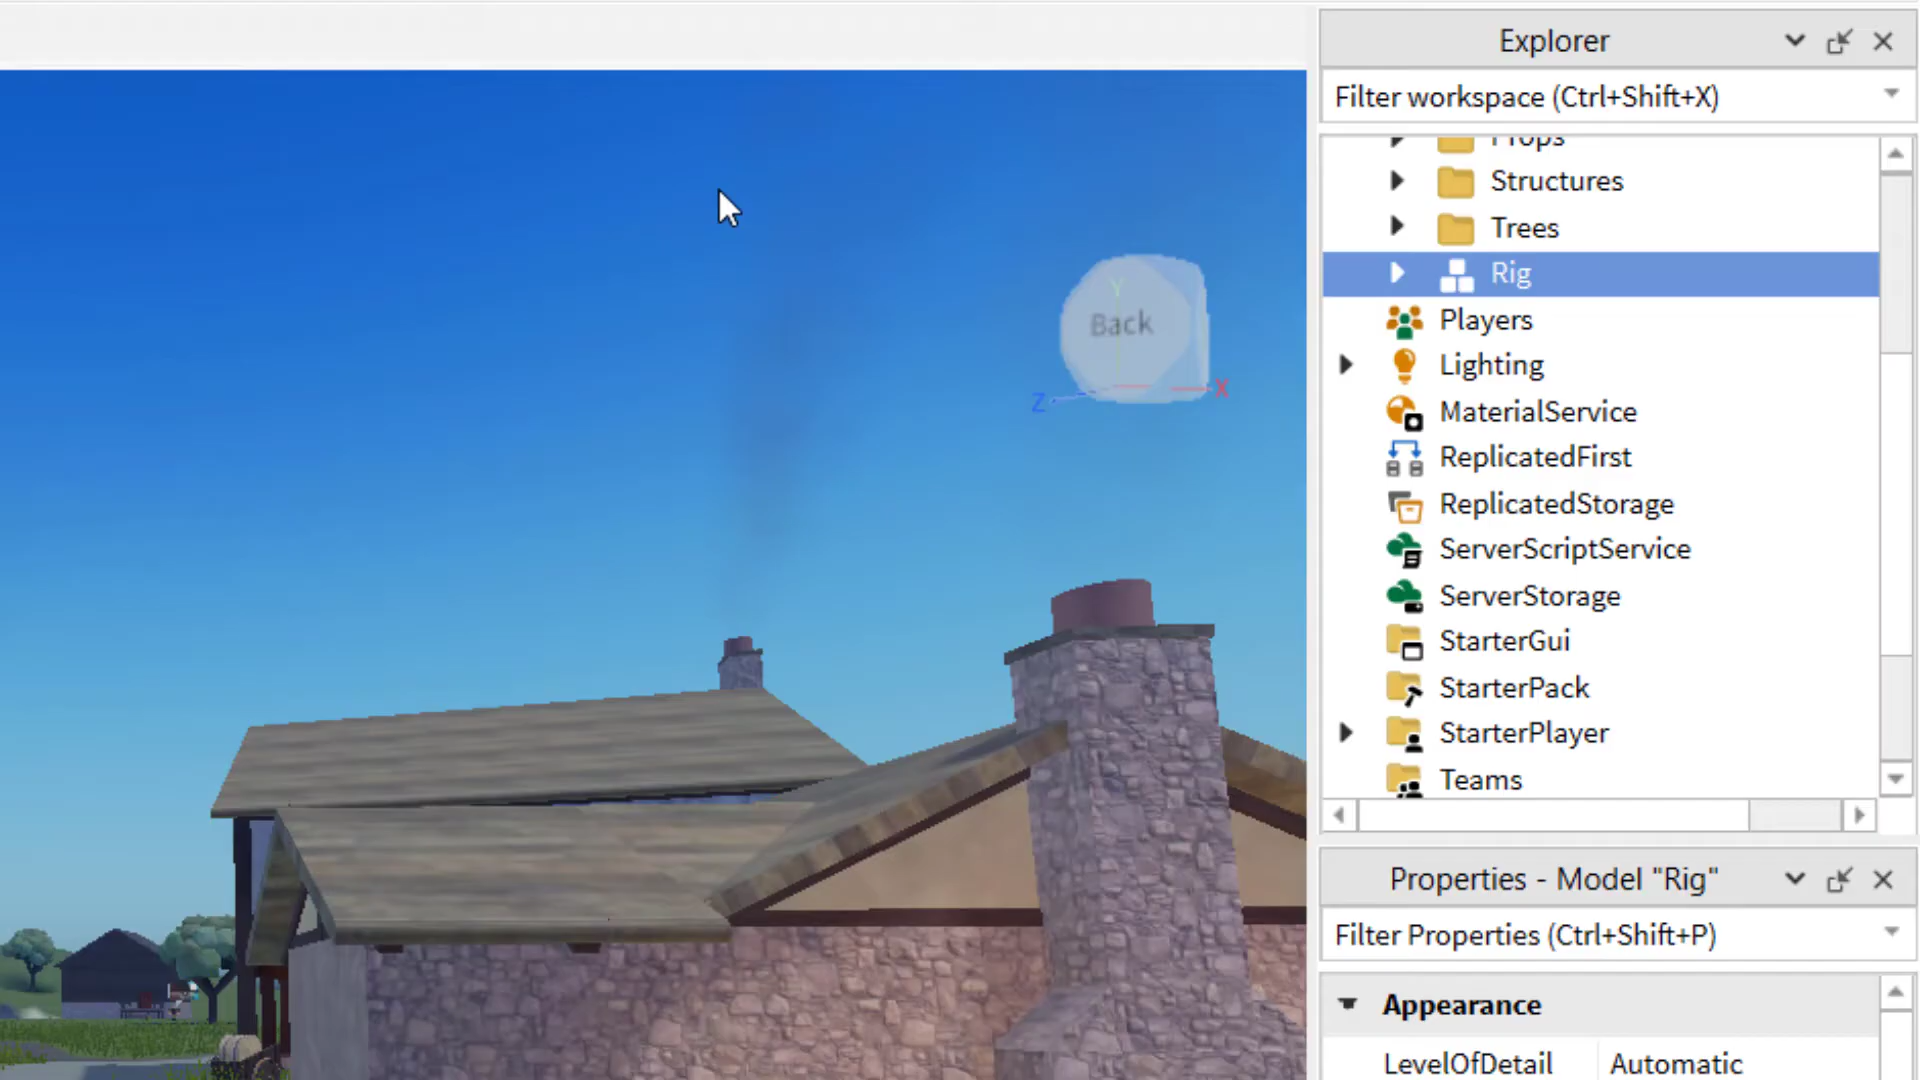 Explorer
Filter workspace (Ctrl+Shift+X)
Props
Structures
Trees
Rig
Players
Lighting
MaterialService
ReplicatedFirst
ReplicatedStorage
ServerScriptService
ServerStorage
StarterGui
StarterPack
StarterPlayer
Teams
Y
Back
Z
X
Properties - Model "Rig"
Filter Properties (Ctrl+Shift+P)
Appearance
LevelOfDetail Automatic